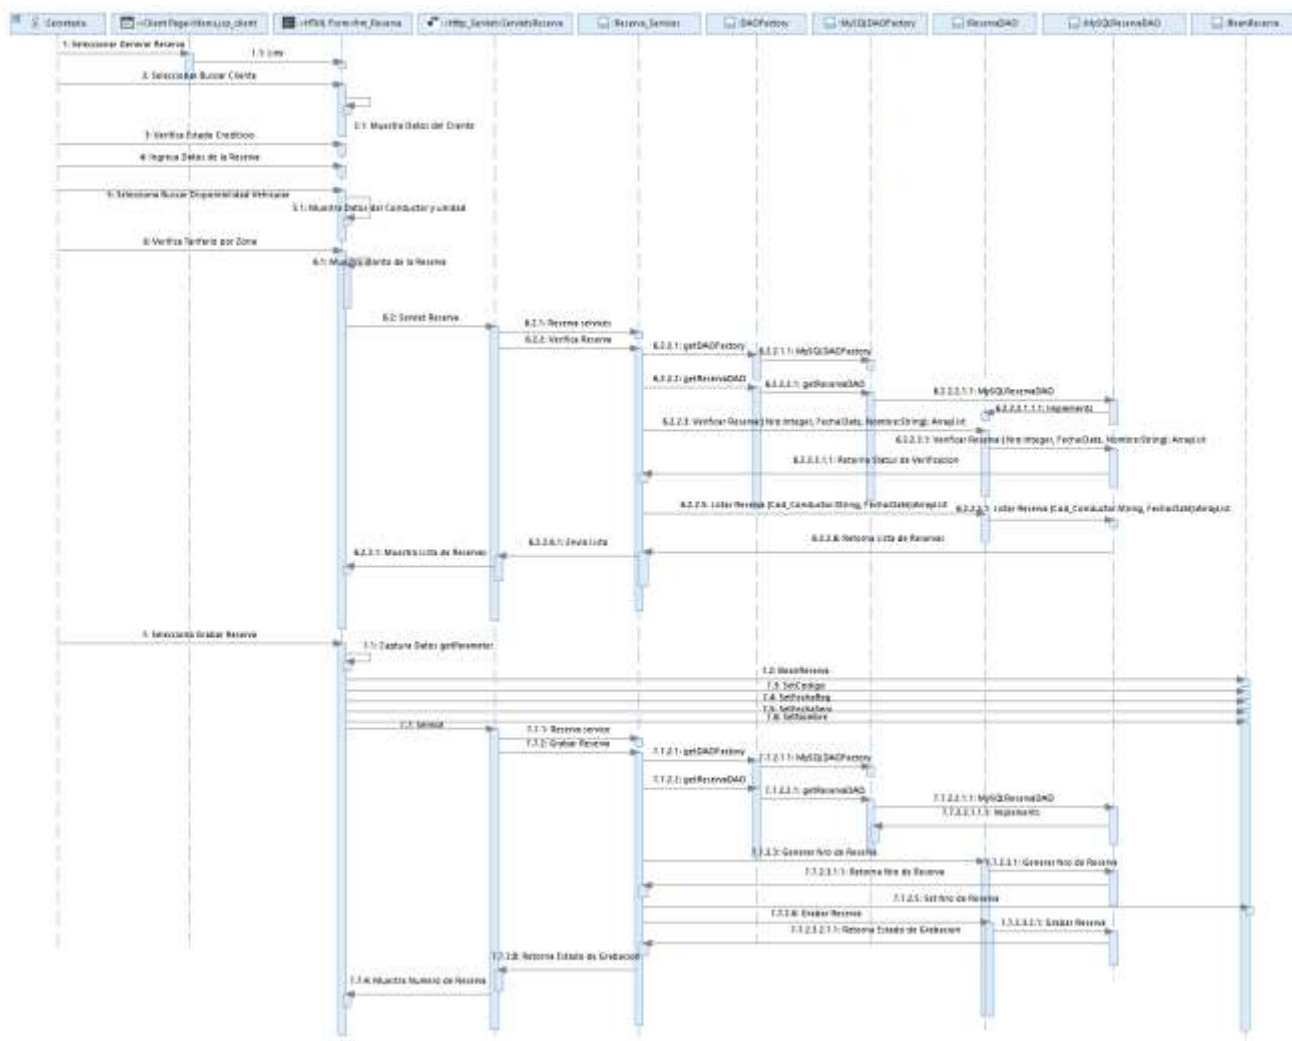 : Secretaria
: HTML Form:frm_Reserva
: Http_Servlet:ServletsReserva
:Reserva_Services
:DAOFactory
:MySQLDAOFactory
:ReservaDAO
:MySQLReservaDAO
:BeanReserva
1: Seleccionar Generar Reserva
2: Seleccionar Buscar Cliente
2.1: Muestra Datos del Cliente
3: Verifica Estado Crediticio
4: Ingresa Datos de la Reserva
5: Selecciona Buscar Disponibilidad Vehicular
5.1: Muestra Datos del Conductor y unidad
6: Verifica Tarifario por Zona
6.1: Muestra Monto de la Reserva
6.2: Servlet Reserva
6.2.1: Reserva services
6.2.2: Verifica Reserva
6.2.2.1: getDAOFactory
6.2.2.1.1: MySQLDAOFactory
6.2.2.2: getReservaDAO
6.2.2.2.1: getReservaDAO
6.2.2.2.1.1: MySQLReservaDAO
6.2.2.2.1.1.1: Implements
6.2.2.3: Verificar Reserva ( Nro:Integer, Fecha:Date, Nombre:String): ArrayList
6.2.2.3.1: Verificar Reserva ( Nro:Integer, Fecha:Date, Nombre:String): ArrayList
6.2.2.3.1.1: Retorna Status de Verificacion
6.2.2.5: Listar Reserva (Cod_Conductor:String, Fecha:Date):ArrayList
Listar Reserva (Cod_Conductor:String, Fecha:Date):ArrayList
6.2.2.6: Retorna Lista de Reservas
6.2.2.6.1: Envia Lista
6.2.2.1: Muestra Lista de Reservas
7: Selecciona Grabar Reserva
7.1: Captura Datos getParameter
7.2: BeanReserva
7.3: SetCodigo
7.4: SetFechaReq
7.5: SetFechaServ
7.6: SetNombre
7.7: Servlet
7.7.1: Reserva service
7.7.2: Grabar Reserva
7.7.2.1: getDAOFactory
7.7.2.1.1: MySQLDAOFactory
7.7.2.2: getReservaDAO
7.7.2.2.1: getReservaDAO
7.7.2.2.1.1: MySQLReservaDAO
7.7.2.2.1.1.1: Implements
7.7.2.3: Generar Nro de Reserva
7.7.2.3.1: Generar Nro de Reserva
7.7.2.3.1.1: Retorna Nro de Reserva
7.7.2.5: Set Nro de Reserva
7.7.2.6: Grabar Reserva
7.7.2.3.2.1: Grabar Reserva
7.7.2.3.2.1.1: Retorna Estado de Grabacion
7.7.2.8: Retorna Estado de Grabacion
7.7.4: Muestra Numero de Reserva